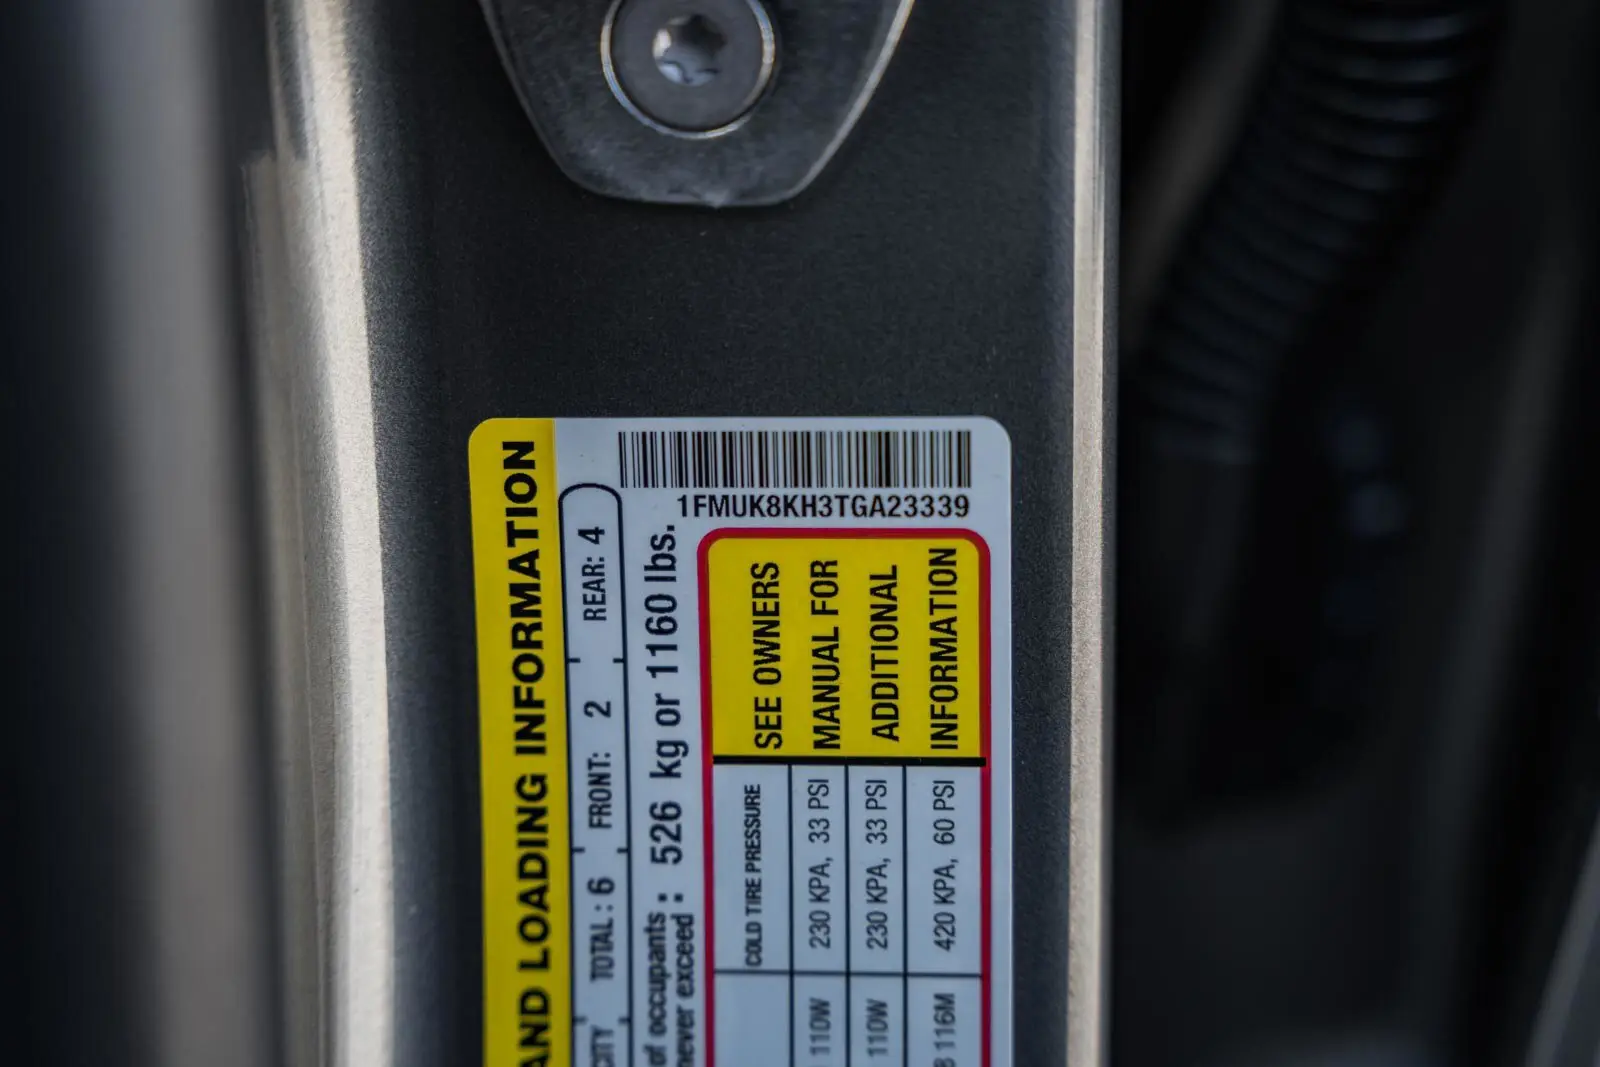 1FMUK8KH3TGA23339
AND LOADING INFORMATION
CITY TOTAL : 6 FRONT: 2 REAR: 4
of occupants :
never exceed : 526 kg or 1160 lbs.
COLD TIRE PRESSURE
110W 230 KPA, 33 PSI
110W 230 KPA, 33 PSI
116M 420 KPA, 60 PSI
SEE OWNERS
MANUAL FOR
ADDITIONAL
INFORMATION